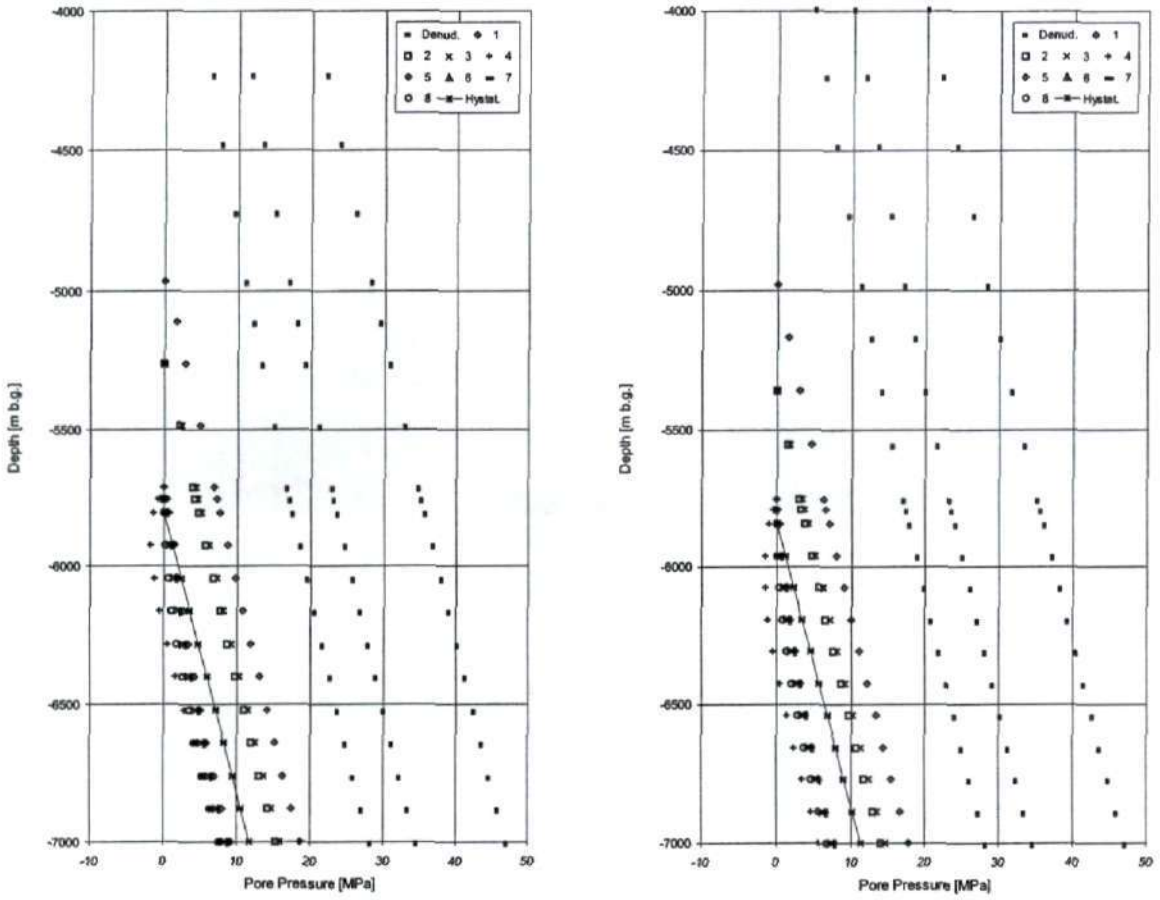 -4000
-4500
-5000
-5500
-6000
-6500
-7000
Depth [m b.g.]
-10 0 10 20 30 40 50
Pore Pressure [MPa]
Denud. 1
2 3 4
5 6 7
8 Hystat.
-4000
-4500
-5000
-5500
-6000
-6500
-7000
Depth [m b.g.]
-10 0 10 20 30 40 50
Pore Pressure [MPa]
Denud. 1
2 3 4
5 6 7
8 Hystat.